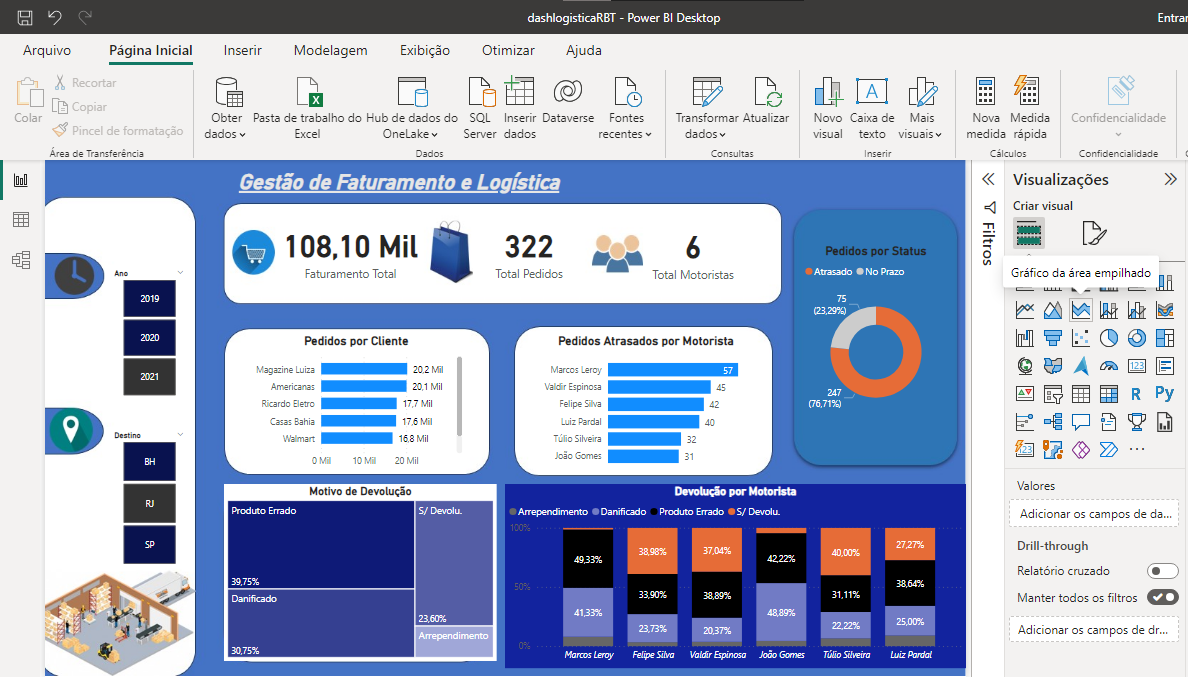 dashlogisticaRBT - Power BI Desktop
Entrar
Arquivo
Página Inicial
Inserir
Modelagem
Exibição
Otimizar
Ajuda
Colar
Recortar
Copiar
Pincel de formatação
Área de Transferência
Obter dados
Pasta de trabalho do Excel
Hub de dados do OneLake
SQL Server
Inserir dados
Dataverse
Fontes recentes
Dados
Transformar dados
Atualizar
Consultas
Novo visual
Caixa de texto
Mais visuais
Inserir
Nova medida
Medida rápida
Cálculos
Confidencialidade
Confidencialidade
Gestão de Faturamento e Logística
108,10 Mil
Faturamento Total
322
Total Pedidos
6
Total Motoristas
Ano
2019
2020
2021
Destino
BH
RJ
SP
Pedidos por Cliente
Magazine Luiza 20,2 Mil
Americanas 20,1 Mil
Ricardo Eletro 17,7 Mil
Casas Bahia 17,6 Mil
Walmart 16,8 Mil
0 Mil 10 Mil 20 Mil
Pedidos Atrasados por Motorista
Marcos Leroy 57
Valdir Espinosa 45
Felipe Silva 42
Luiz Pardal 40
Túlio Silveira 32
João Gomes 31
Pedidos por Status
Atrasado No Prazo
75
(23,29%)
247
(76,71%)
Motivo de Devolução
Produto Errado
39,75%
Danificado
30,75%
S/ Devolu.
23,60%
Arrependimento
Devolução por Motorista
Arrependimento Danificado Produto Errado S/ Devolu.
100%
50%
0%
49,33%
41,33%
38,98%
33,90%
23,73%
37,04%
38,89%
20,37%
42,22%
48,89%
40,00%
31,11%
22,22%
27,27%
38,64%
25,00%
Marcos Leroy Felipe Silva Valdir Espinosa João Gomes Túlio Silveira Luiz Pardal
Filtros
Visualizações
Criar visual
Gráfico da área empilhado
123
R
Py
123
Valores
Adicionar os campos de da...
Drill-through
Relatório cruzado
Manter todos os filtros
Adicionar os campos de dr...